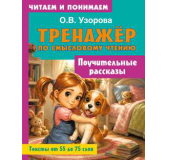 ЧИТАЕМ И ПОНИМАЕМ
О.В. Узорова
ТРЕНАЖЁР
ПО СМЫСЛОВОМУ ЧТЕНИЮ
Поучительные
рассказы
Тексты от 55 до 75 слов